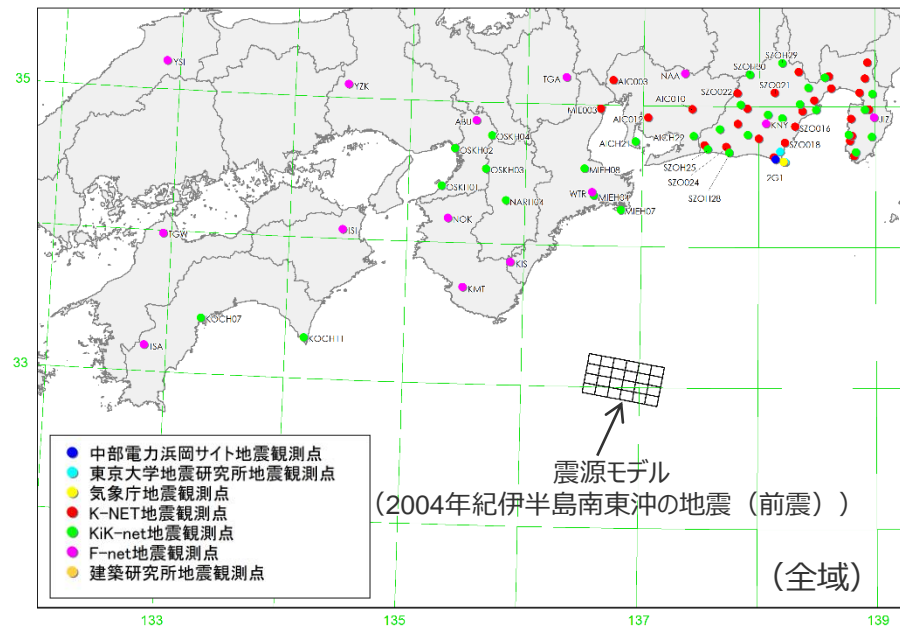 SZOH29
YSI
SZOH30
TGA
NAA
35
AIC003
SZO022
SZO021
YZK
MIE003
AIC010
ABU
AIC012
KNY
JIZ
OSKH04
SZO016
AICH22
OSKH02
AICH21
SZO018
OSKH03
MIEH08
SZOH25
2G1
SZO024
OSKH01
WTR
SZOH28
NARH04
MIEH07
NOK
TGW
ISI
KIS
KMT
KOCH07
KOCH11
ISA
33
震源モデル
(2004年紀伊半島南東沖の地震(前震))
中部電力浜岡サイト地震観測点
東京大学地震研究所地震観測点
気象庁地震観測点
K-NET地震観測点
KiK-net地震観測点
F-net地震観測点
建築研究所地震観測点
(全域)
133
135
136
137
138
139